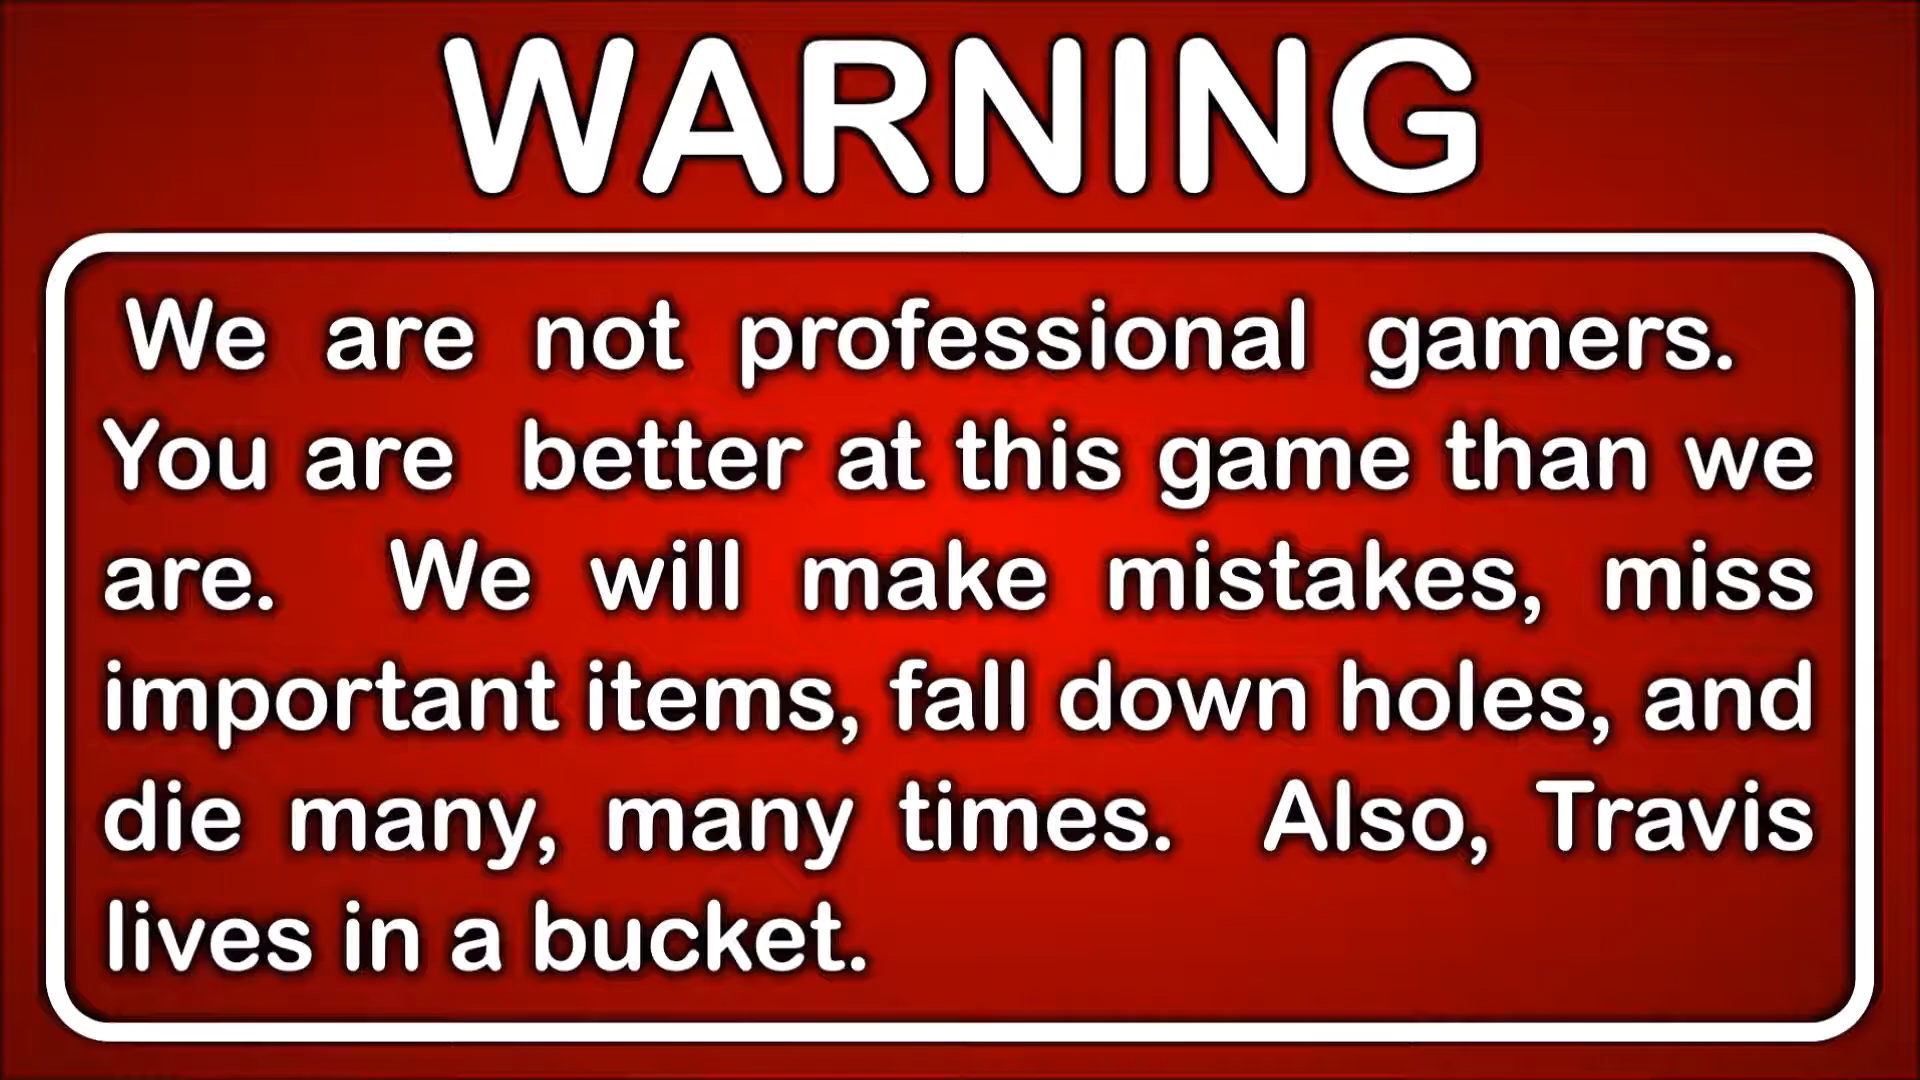 WARNING
We are not professional gamers.
You are better at this game than we
are. We will make mistakes, miss
important items, fall down holes, and
die many, many times. Also, Travis
lives in a bucket.